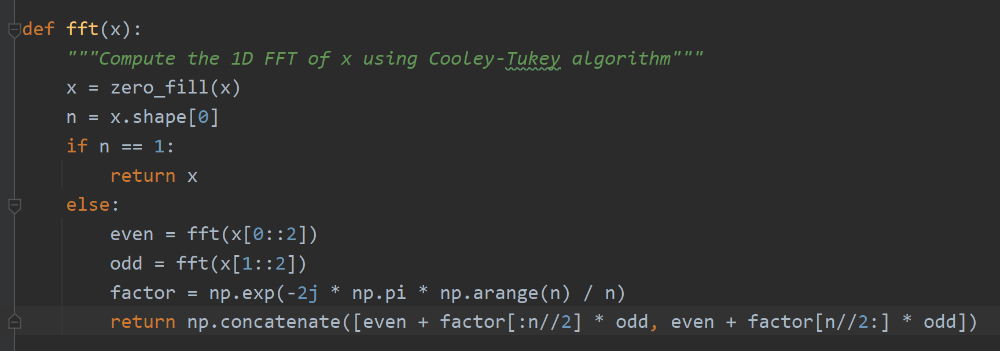 def fft(x):
    """Compute the 1D FFT of x using Cooley-Tukey algorithm"""
    x = zero_fill(x)
    n = x.shape[0]
    if n == 1:
        return x
    else:
        even = fft(x[0::2])
        odd = fft(x[1::2])
        factor = np.exp(-2j * np.pi * np.arange(n) / n)
        return np.concatenate([even + factor[:n//2] * odd, even + factor[n//2:] * odd])